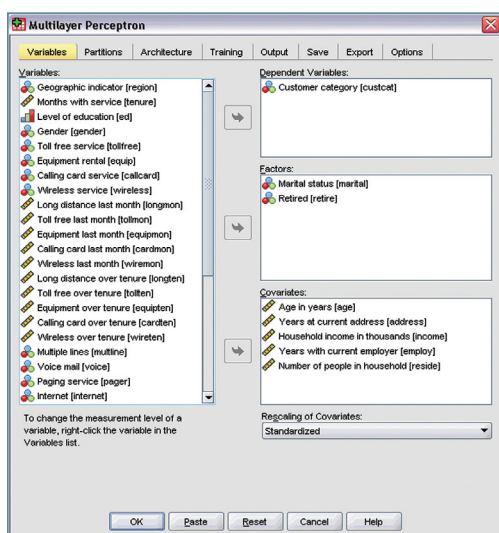 Multilayer Perceptron
Variables Partitions Architecture Training Output Save Export Options
Variables:
Geographic indicator [region]
Months with service [tenure]
Level of education [ed]
Gender [gender]
Toll free service [tollfree]
Equipment rental [equip]
Calling card service [callcard]
Wireless service [wireless]
Long distance last month [longmon]
Toll free last month [tollmon]
Equipment last month [equipmon]
Calling card last month [cardmon]
Wireless last month [wiremon]
Long distance over tenure [longten]
Toll free over tenure [tollten]
Equipment over tenure [equipten]
Calling card over tenure [cardten]
Wireless over tenure [wireten]
Multiple lines [multline]
Voice mail [voice]
Paging service [pager]
Internet [internet]
To change the measurement level of a
variable, right-click the variable in the
Variables list.
Dependent Variables:
Customer category [custcat]
Factors:
Marital status [marital]
Retired [retire]
Covariates:
Age in years [age]
Years at current address [address]
Household income in thousands [income]
Years with current employer [employ]
Number of people in household [reside]
Rescaling of Covariates:
Standardized
OK Paste Reset Cancel Help